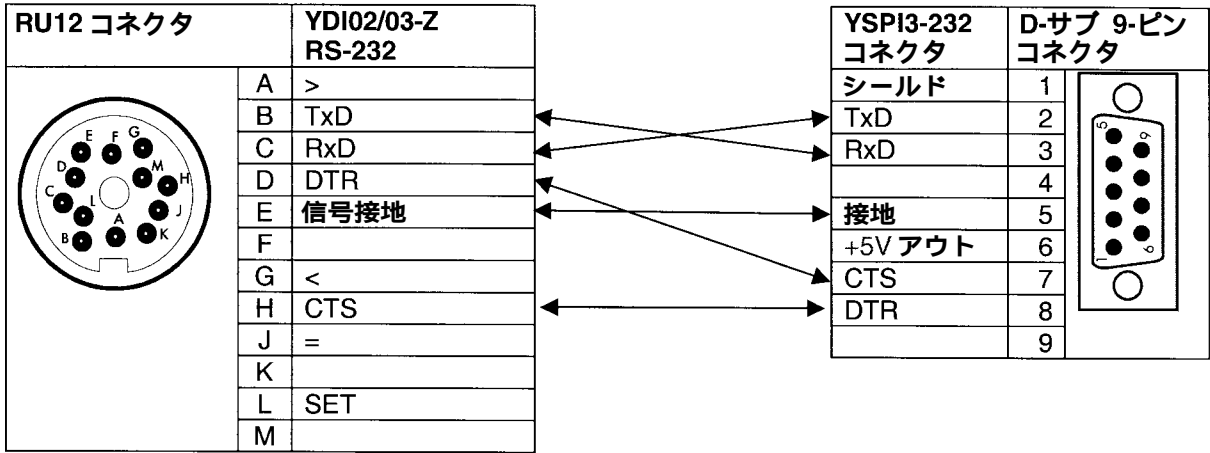 RU12 コネクタ
YDI02/03-Z
RS-232
A >
B TxD
C RxD
D DTR
E 信号接地
F
G <
H CTS
J =
K
L SET
M
E F G
D M H
C L J
B A K
YSPI3-232
コネクタ
D-サブ 9-ピン
コネクタ
シールド 1
TxD 2
RxD 3
4
接地 5
+5V アウト 6
CTS 7
DTR 8
9
5 9
1 6